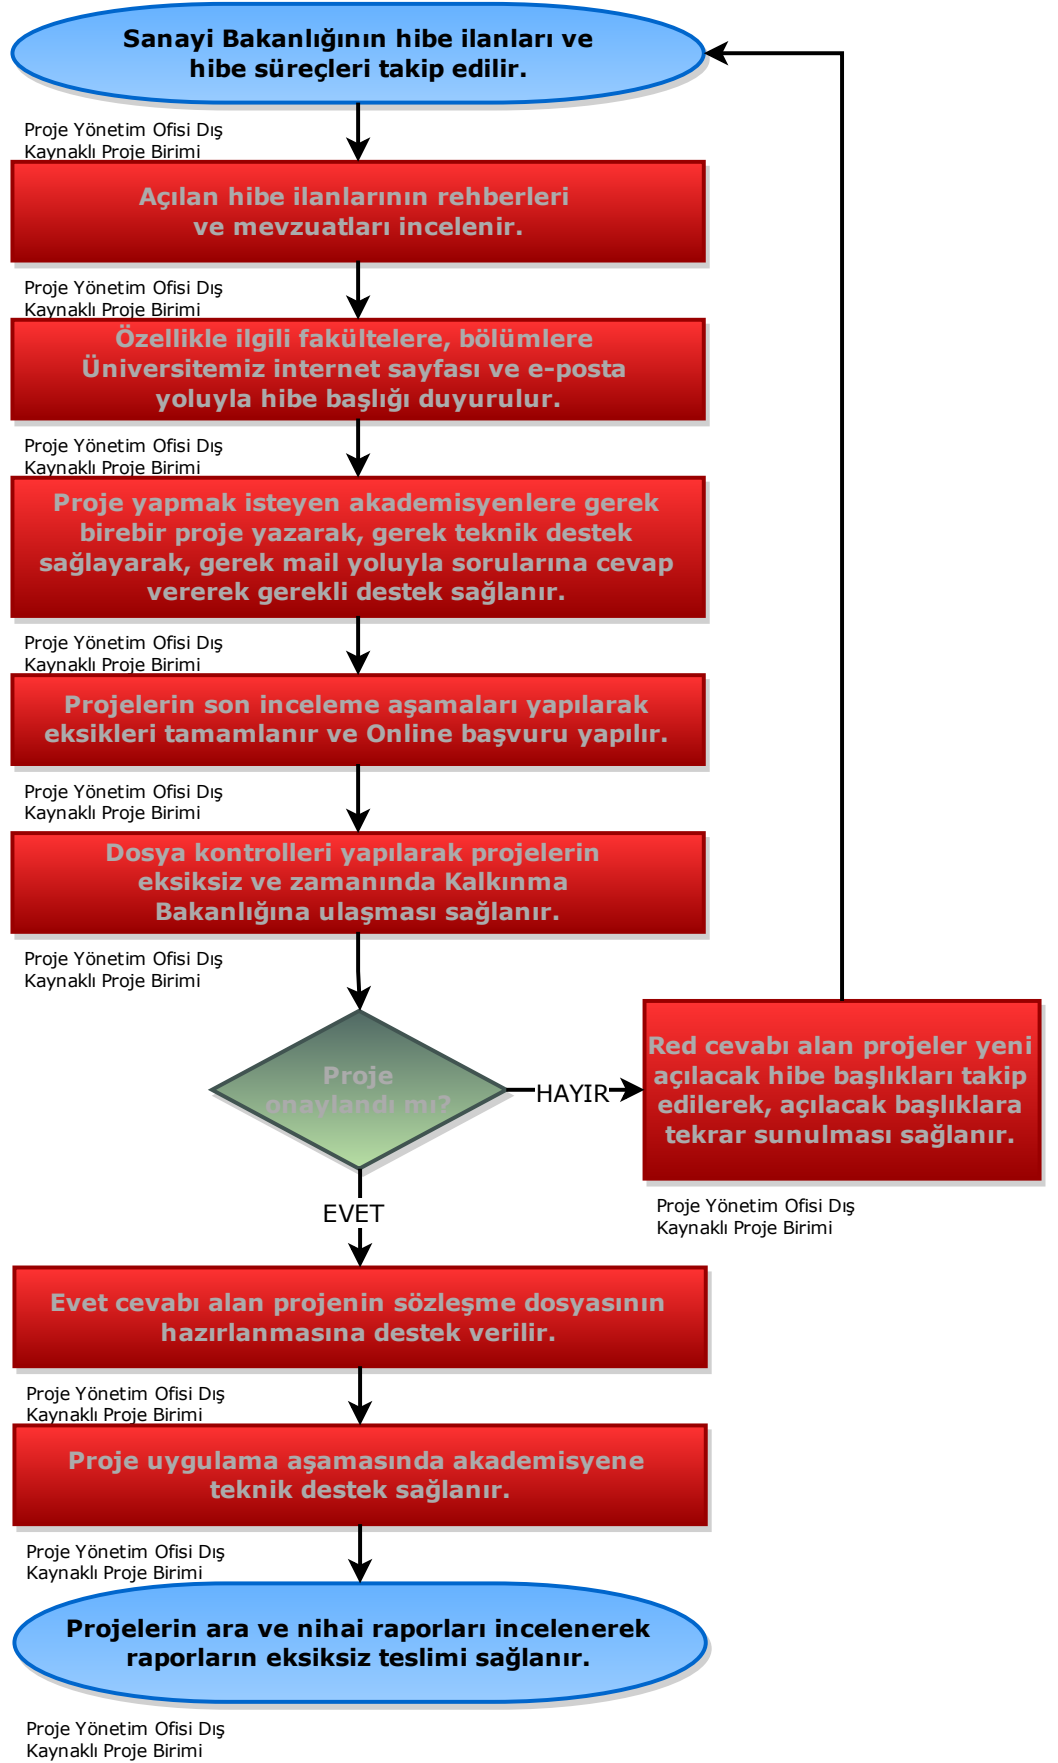 Sanayi Bakanlığının hibe ilanları ve
hibe süreçleri takip edilir.
Proje Yönetim Ofisi Dış
Kaynaklı Proje Birimi
Açılan hibe ilanlarının rehberleri
ve mevzuatları incelenir.
Proje Yönetim Ofisi Dış
Kaynaklı Proje Birimi
Özellikle ilgili fakültelere, bölümlere
Üniversitemiz internet sayfası ve e-posta
yoluyla hibe başlığı duyurulur.
Proje Yönetim Ofisi Dış
Kaynaklı Proje Birimi
Proje yapmak isteyen akademisyenlere gerek
birebir proje yazarak, gerek teknik destek
sağlayarak, gerek mail yoluyla sorularına cevap
vererek gerekli destek sağlanır.
Proje Yönetim Ofisi Dış
Kaynaklı Proje Birimi
Projelerin son inceleme aşamaları yapılarak
eksikleri tamamlanır ve Online başvuru yapılır.
Proje Yönetim Ofisi Dış
Kaynaklı Proje Birimi
Dosya kontrolleri yapılarak projelerin
eksiksiz ve zamanında Kalkınma
Bakanlığına ulaşması sağlanır.
Proje Yönetim Ofisi Dış
Kaynaklı Proje Birimi
Proje
onaylandı mı?
HAYIR
Red cevabı alan projeler yeni
açılacak hibe başlıkları takip
edilerek, açılacak başlıklara
tekrar sunulması sağlanır.
Proje Yönetim Ofisi Dış
Kaynaklı Proje Birimi
EVET
Evet cevabı alan projenin sözleşme dosyasının
hazırlanmasına destek verilir.
Proje Yönetim Ofisi Dış
Kaynaklı Proje Birimi
Proje uygulama aşamasında akademisyene
teknik destek sağlanır.
Proje Yönetim Ofisi Dış
Kaynaklı Proje Birimi
Projelerin ara ve nihai raporları incelenerek
raporların eksiksiz teslimi sağlanır.
Proje Yönetim Ofisi Dış
Kaynaklı Proje Birimi